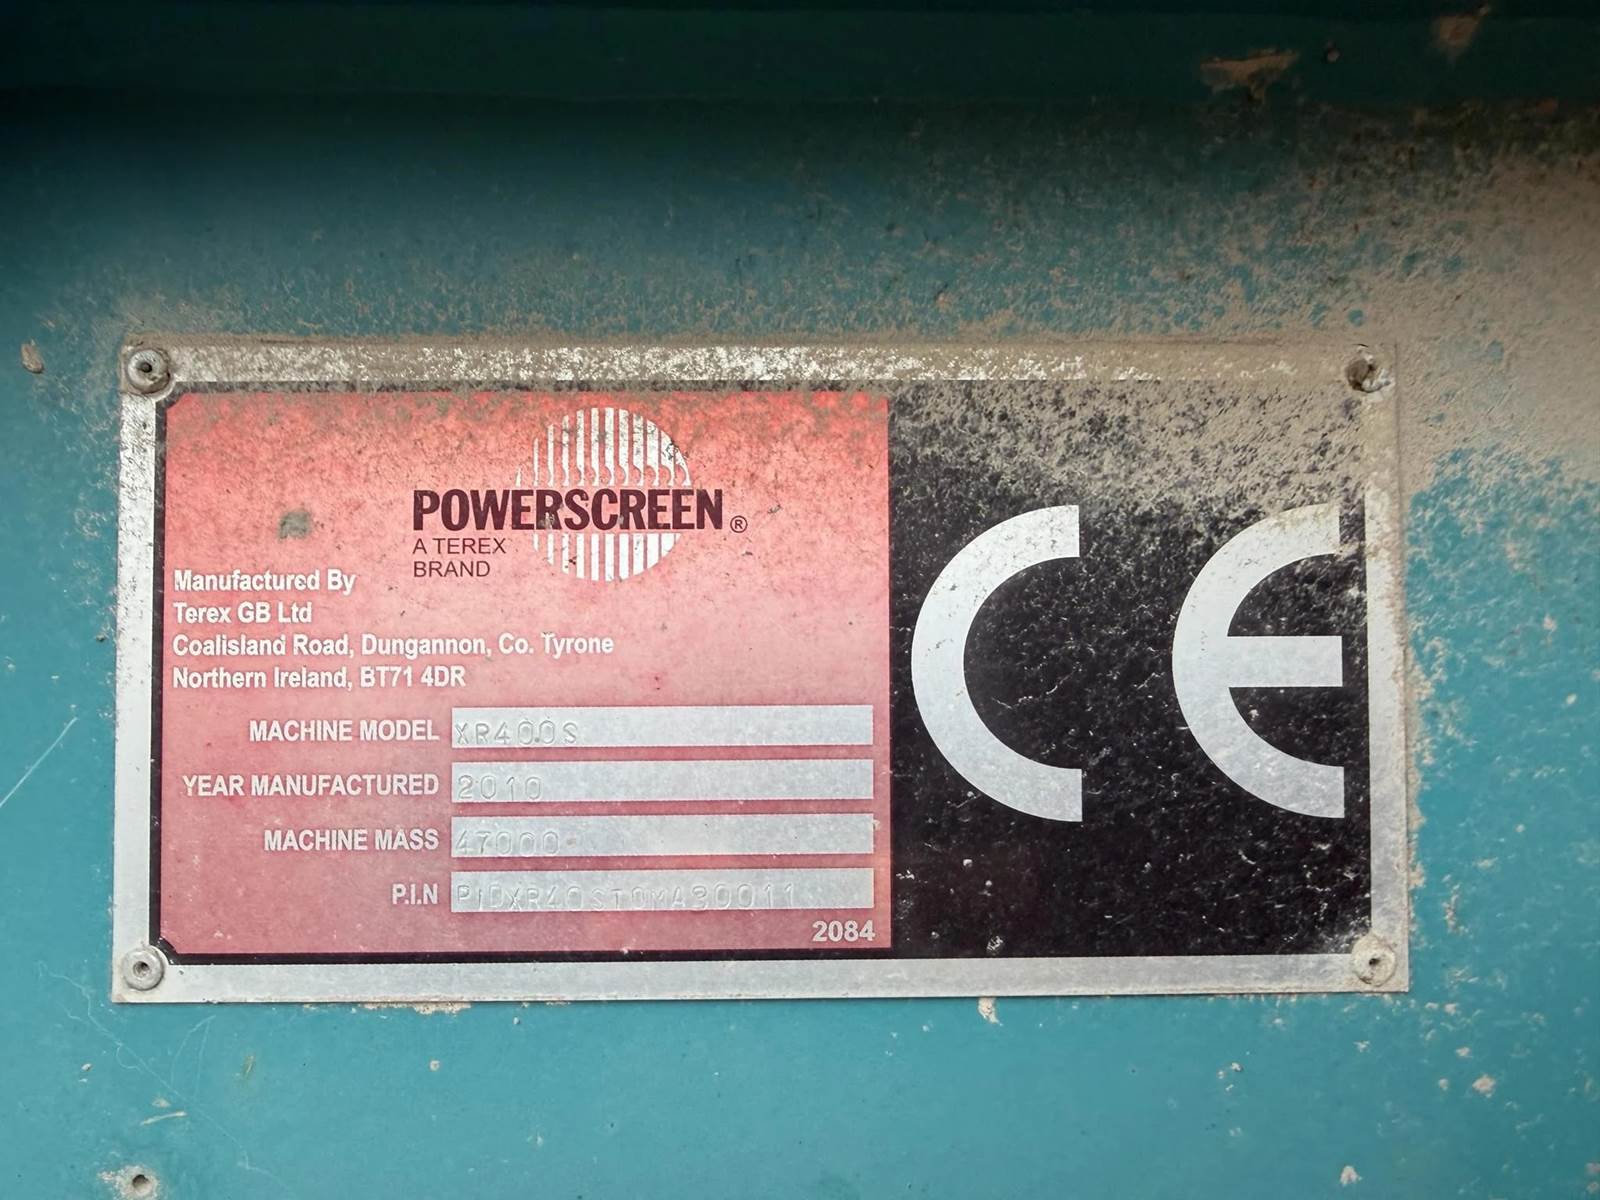 POWERSCREEN ®
A TEREX
BRAND
Manufactured By
Terex GB Ltd
Coalisland Road, Dungannon, Co. Tyrone
Northern Ireland, BT71 4DR
MACHINE MODEL XR400S
YEAR MANUFACTURED 2010
MACHINE MASS 47000
P.I.N PIDXR40STOMA30011
2084
CE